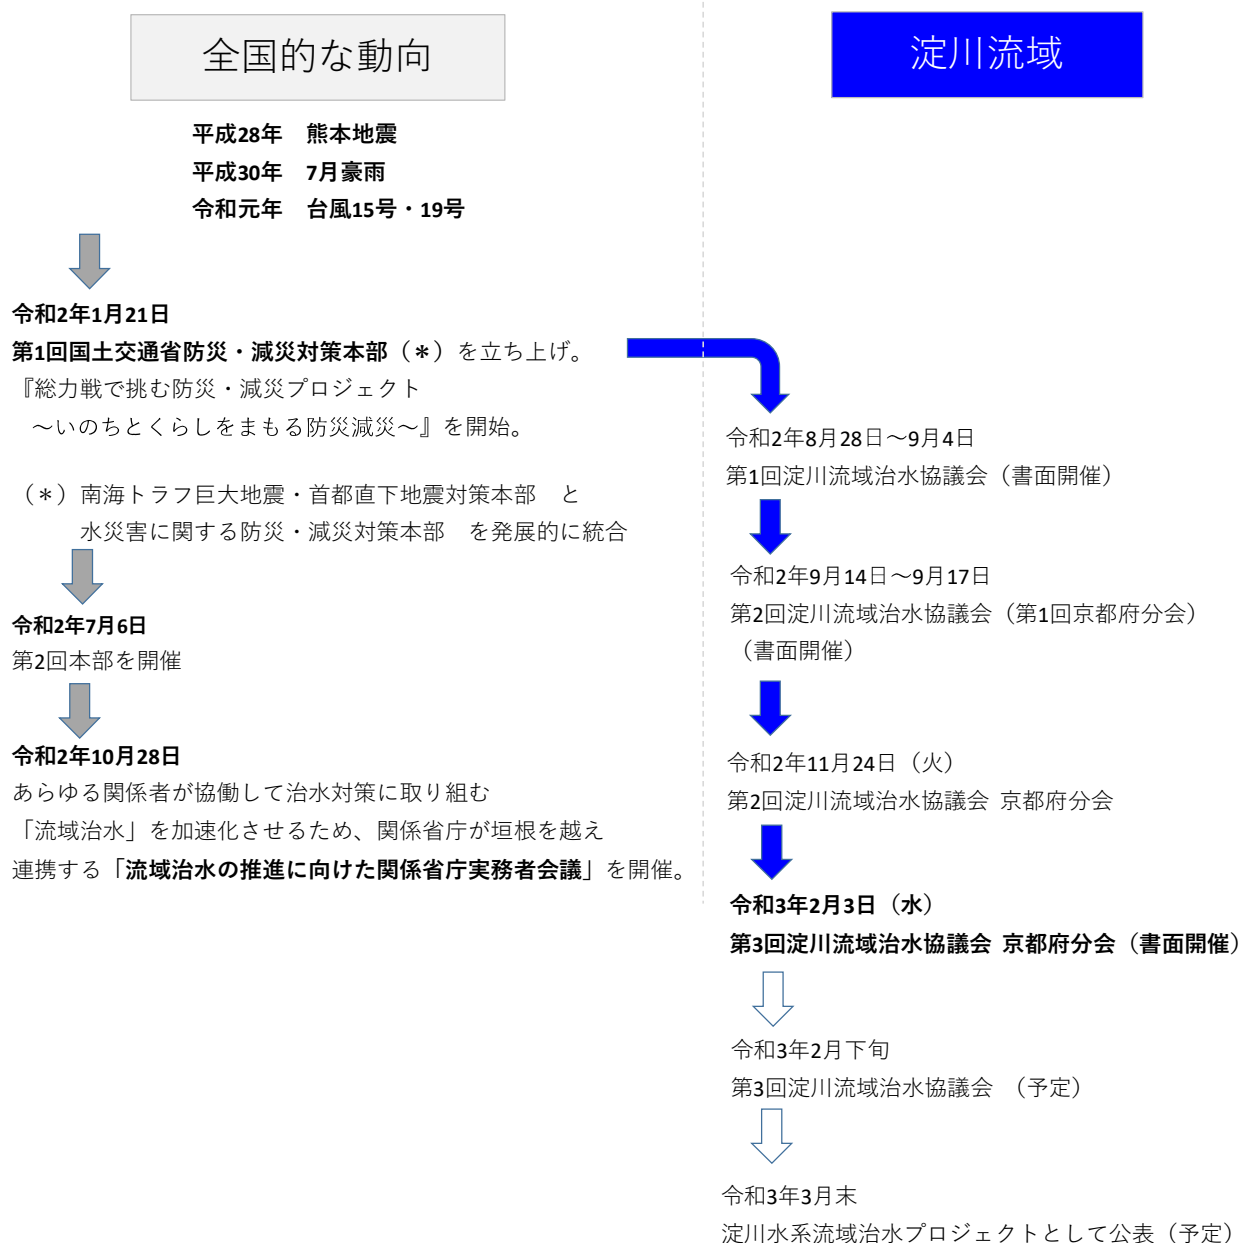 全国的な動向
平成28年　熊本地震
平成30年　7月豪雨
令和元年　台風15号・19号
令和2年1月21日
第1回国土交通省防災・減災対策本部（＊）を立ち上げ。
『総力戦で挑む防災・減災プロジェクト
～いのちとくらしをまもる防災減災～』を開始。
（＊）南海トラフ巨大地震・首都直下地震対策本部　と
水災害に関する防災・減災対策本部　を発展的に統合
令和2年7月6日
第2回本部を開催
令和2年10月28日
あらゆる関係者が協働して治水対策に取り組む
「流域治水」を加速化させるため、関係省庁が垣根を越え
連携する「流域治水の推進に向けた関係省庁実務者会議」を開催。
淀川流域
令和2年8月28日～9月4日
第1回淀川流域治水協議会（書面開催）
令和2年9月14日～9月17日
第2回淀川流域治水協議会（第1回京都府分会）
（書面開催）
令和2年11月24日（火）
第2回淀川流域治水協議会 京都府分会
令和3年2月3日（水）
第3回淀川流域治水協議会 京都府分会（書面開催）
令和3年2月下旬
第3回淀川流域治水協議会　（予定）
令和3年3月末
淀川水系流域治水プロジェクトとして公表（予定）